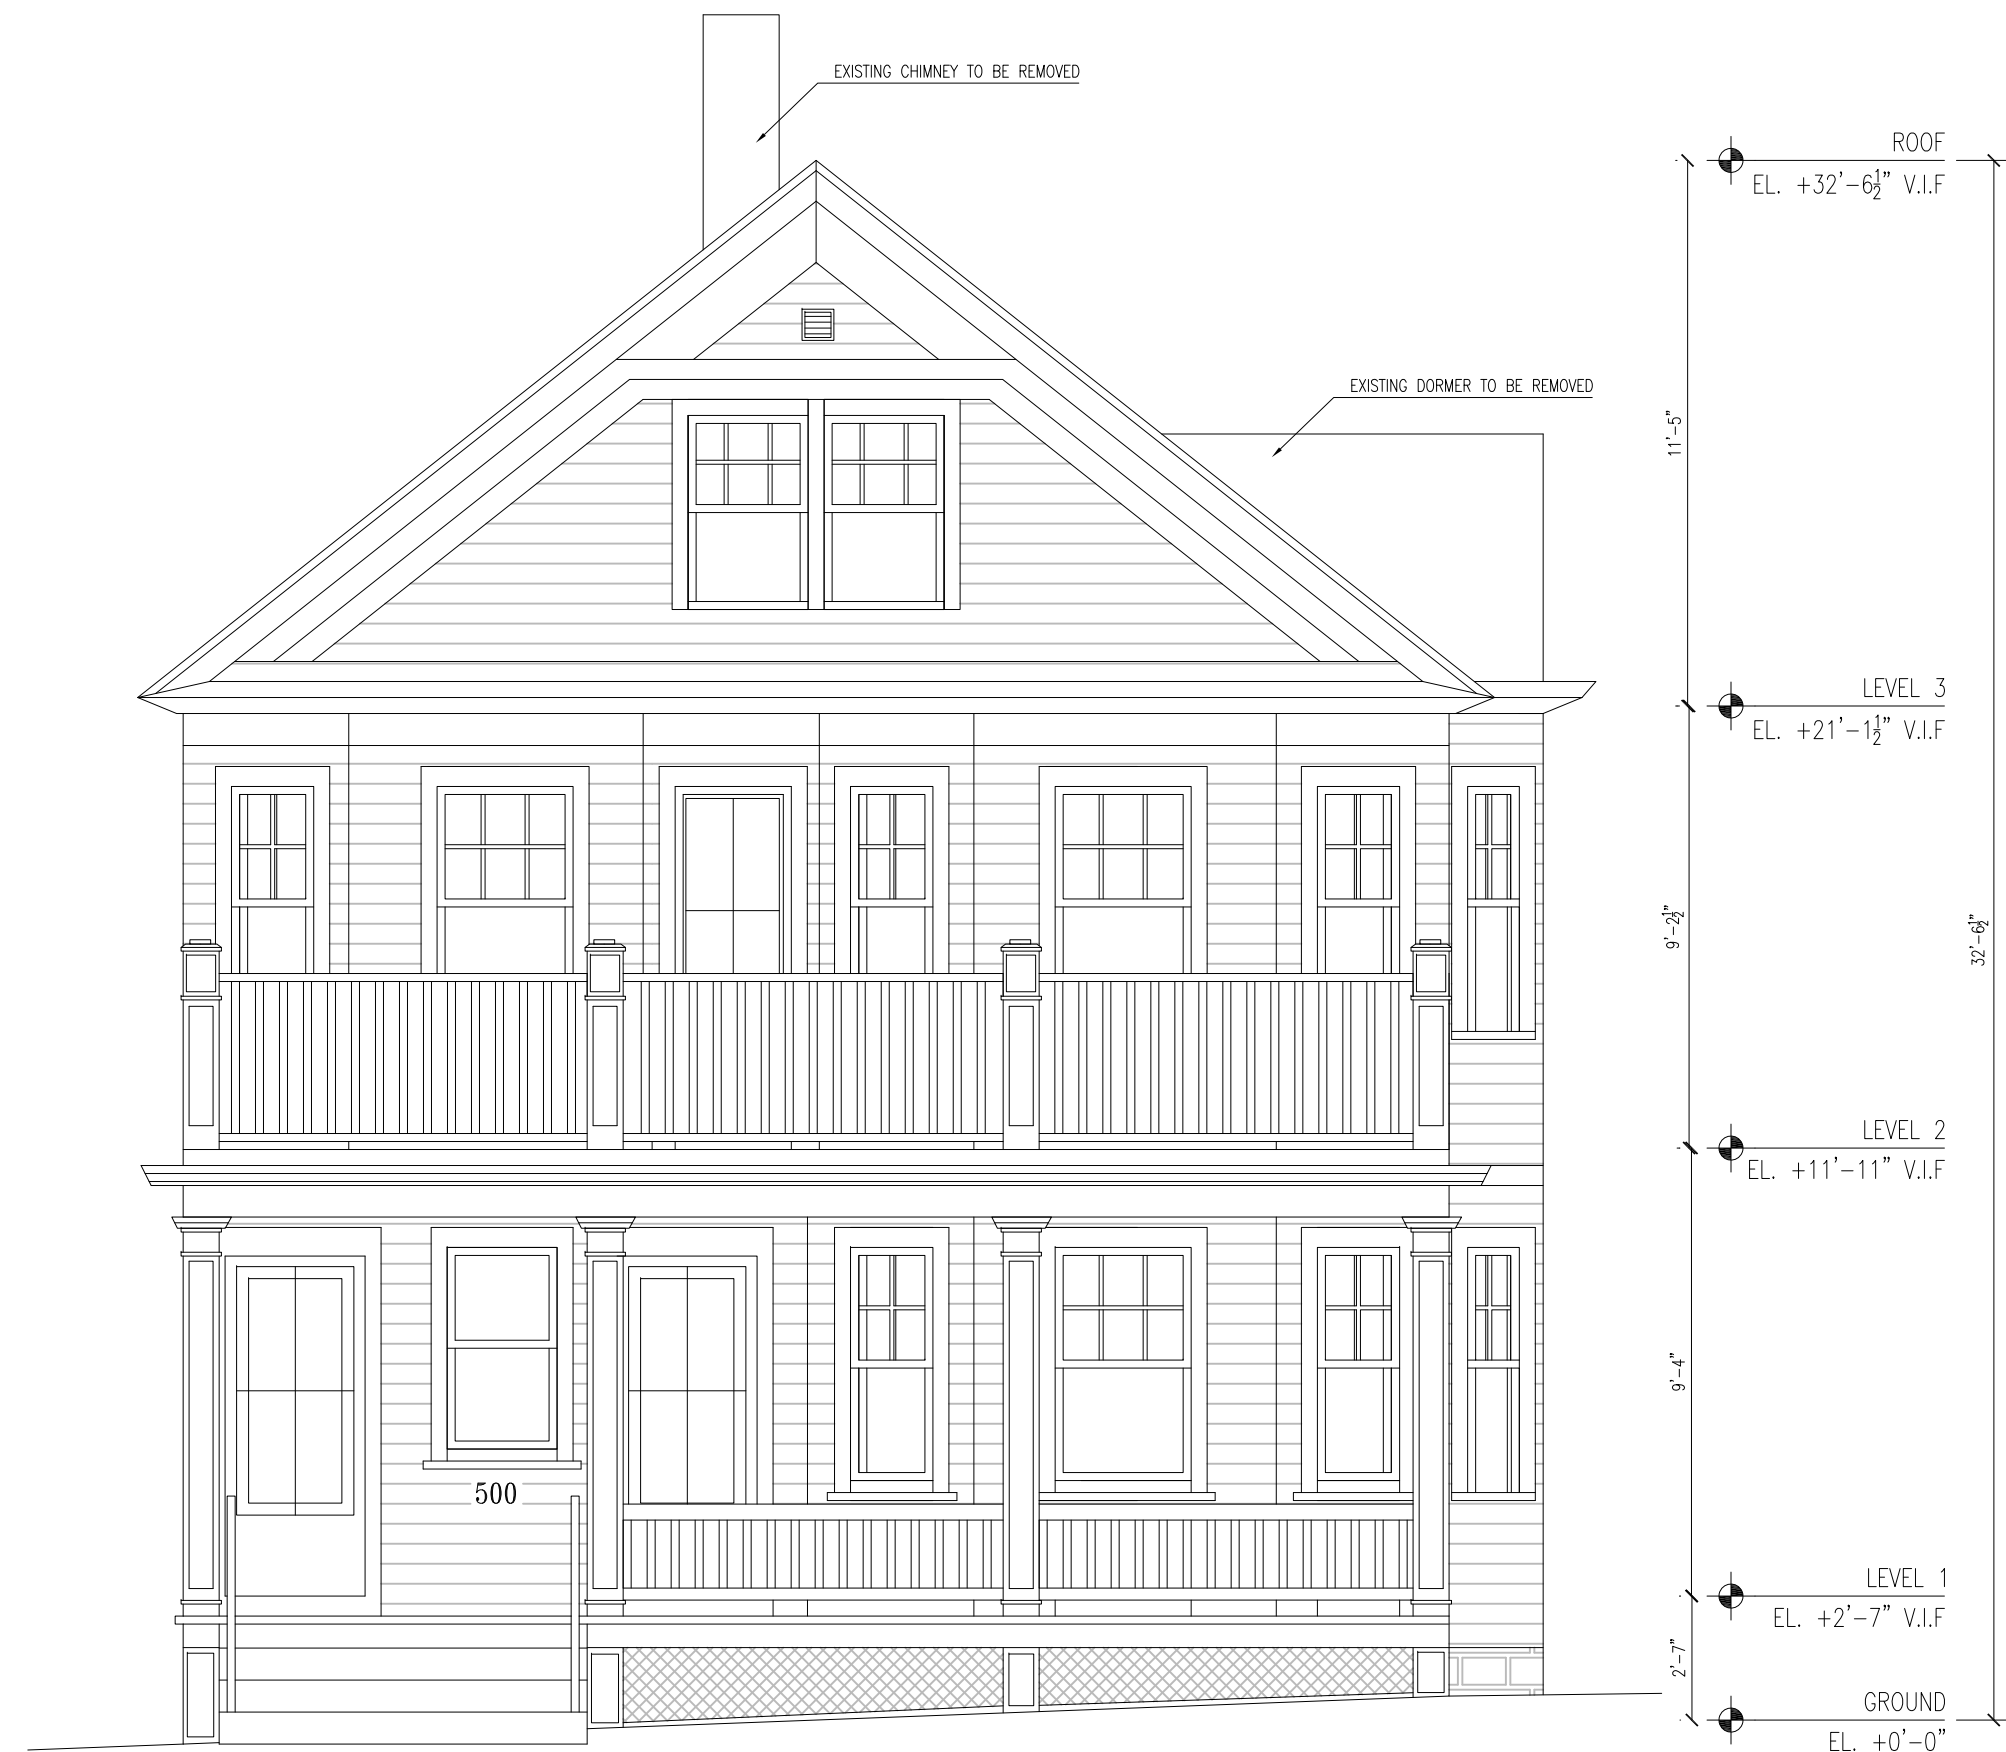 EXISTING CHIMNEY TO BE REMOVED
ROOF
EL. +32'-6½" V.I.F
EXISTING DORMER TO BE REMOVED
11'-5"
LEVEL 3
EL. +21'-1½" V.I.F
9'-2½"
32'-6½"
LEVEL 2
EL. +11'-11" V.I.F
9'-4"
500
LEVEL 1
EL. +2'-7" V.I.F
2'-7"
GROUND
EL. +0'-0"